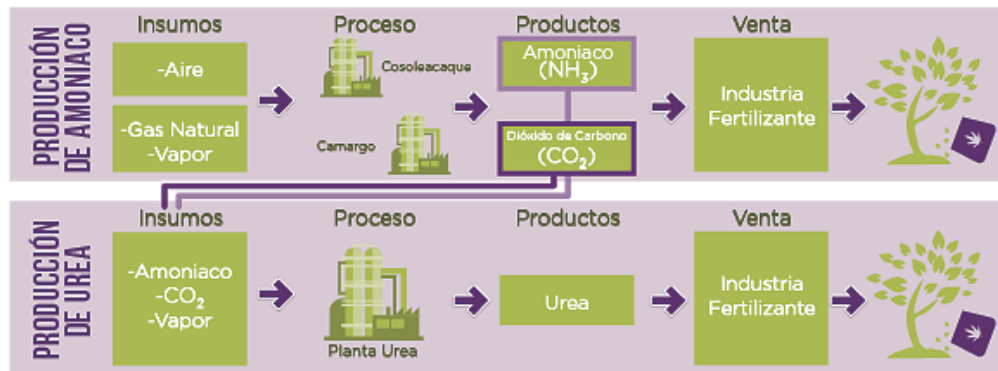 PRODUCCIÓN
DE AMONIACO
Insumos
-Aire
-Gas Natural
-Vapor
Proceso
Cosoleacaque
Camargo
Productos
Amoniaco
(NH₃)
Dióxido de Carbono
(CO₂)
Venta
Industria
Fertilizante
PRODUCCIÓN
DE UREA
Insumos
-Amoniaco
-CO₂
-Vapor
Proceso
Planta Urea
Productos
Urea
Venta
Industria
Fertilizante